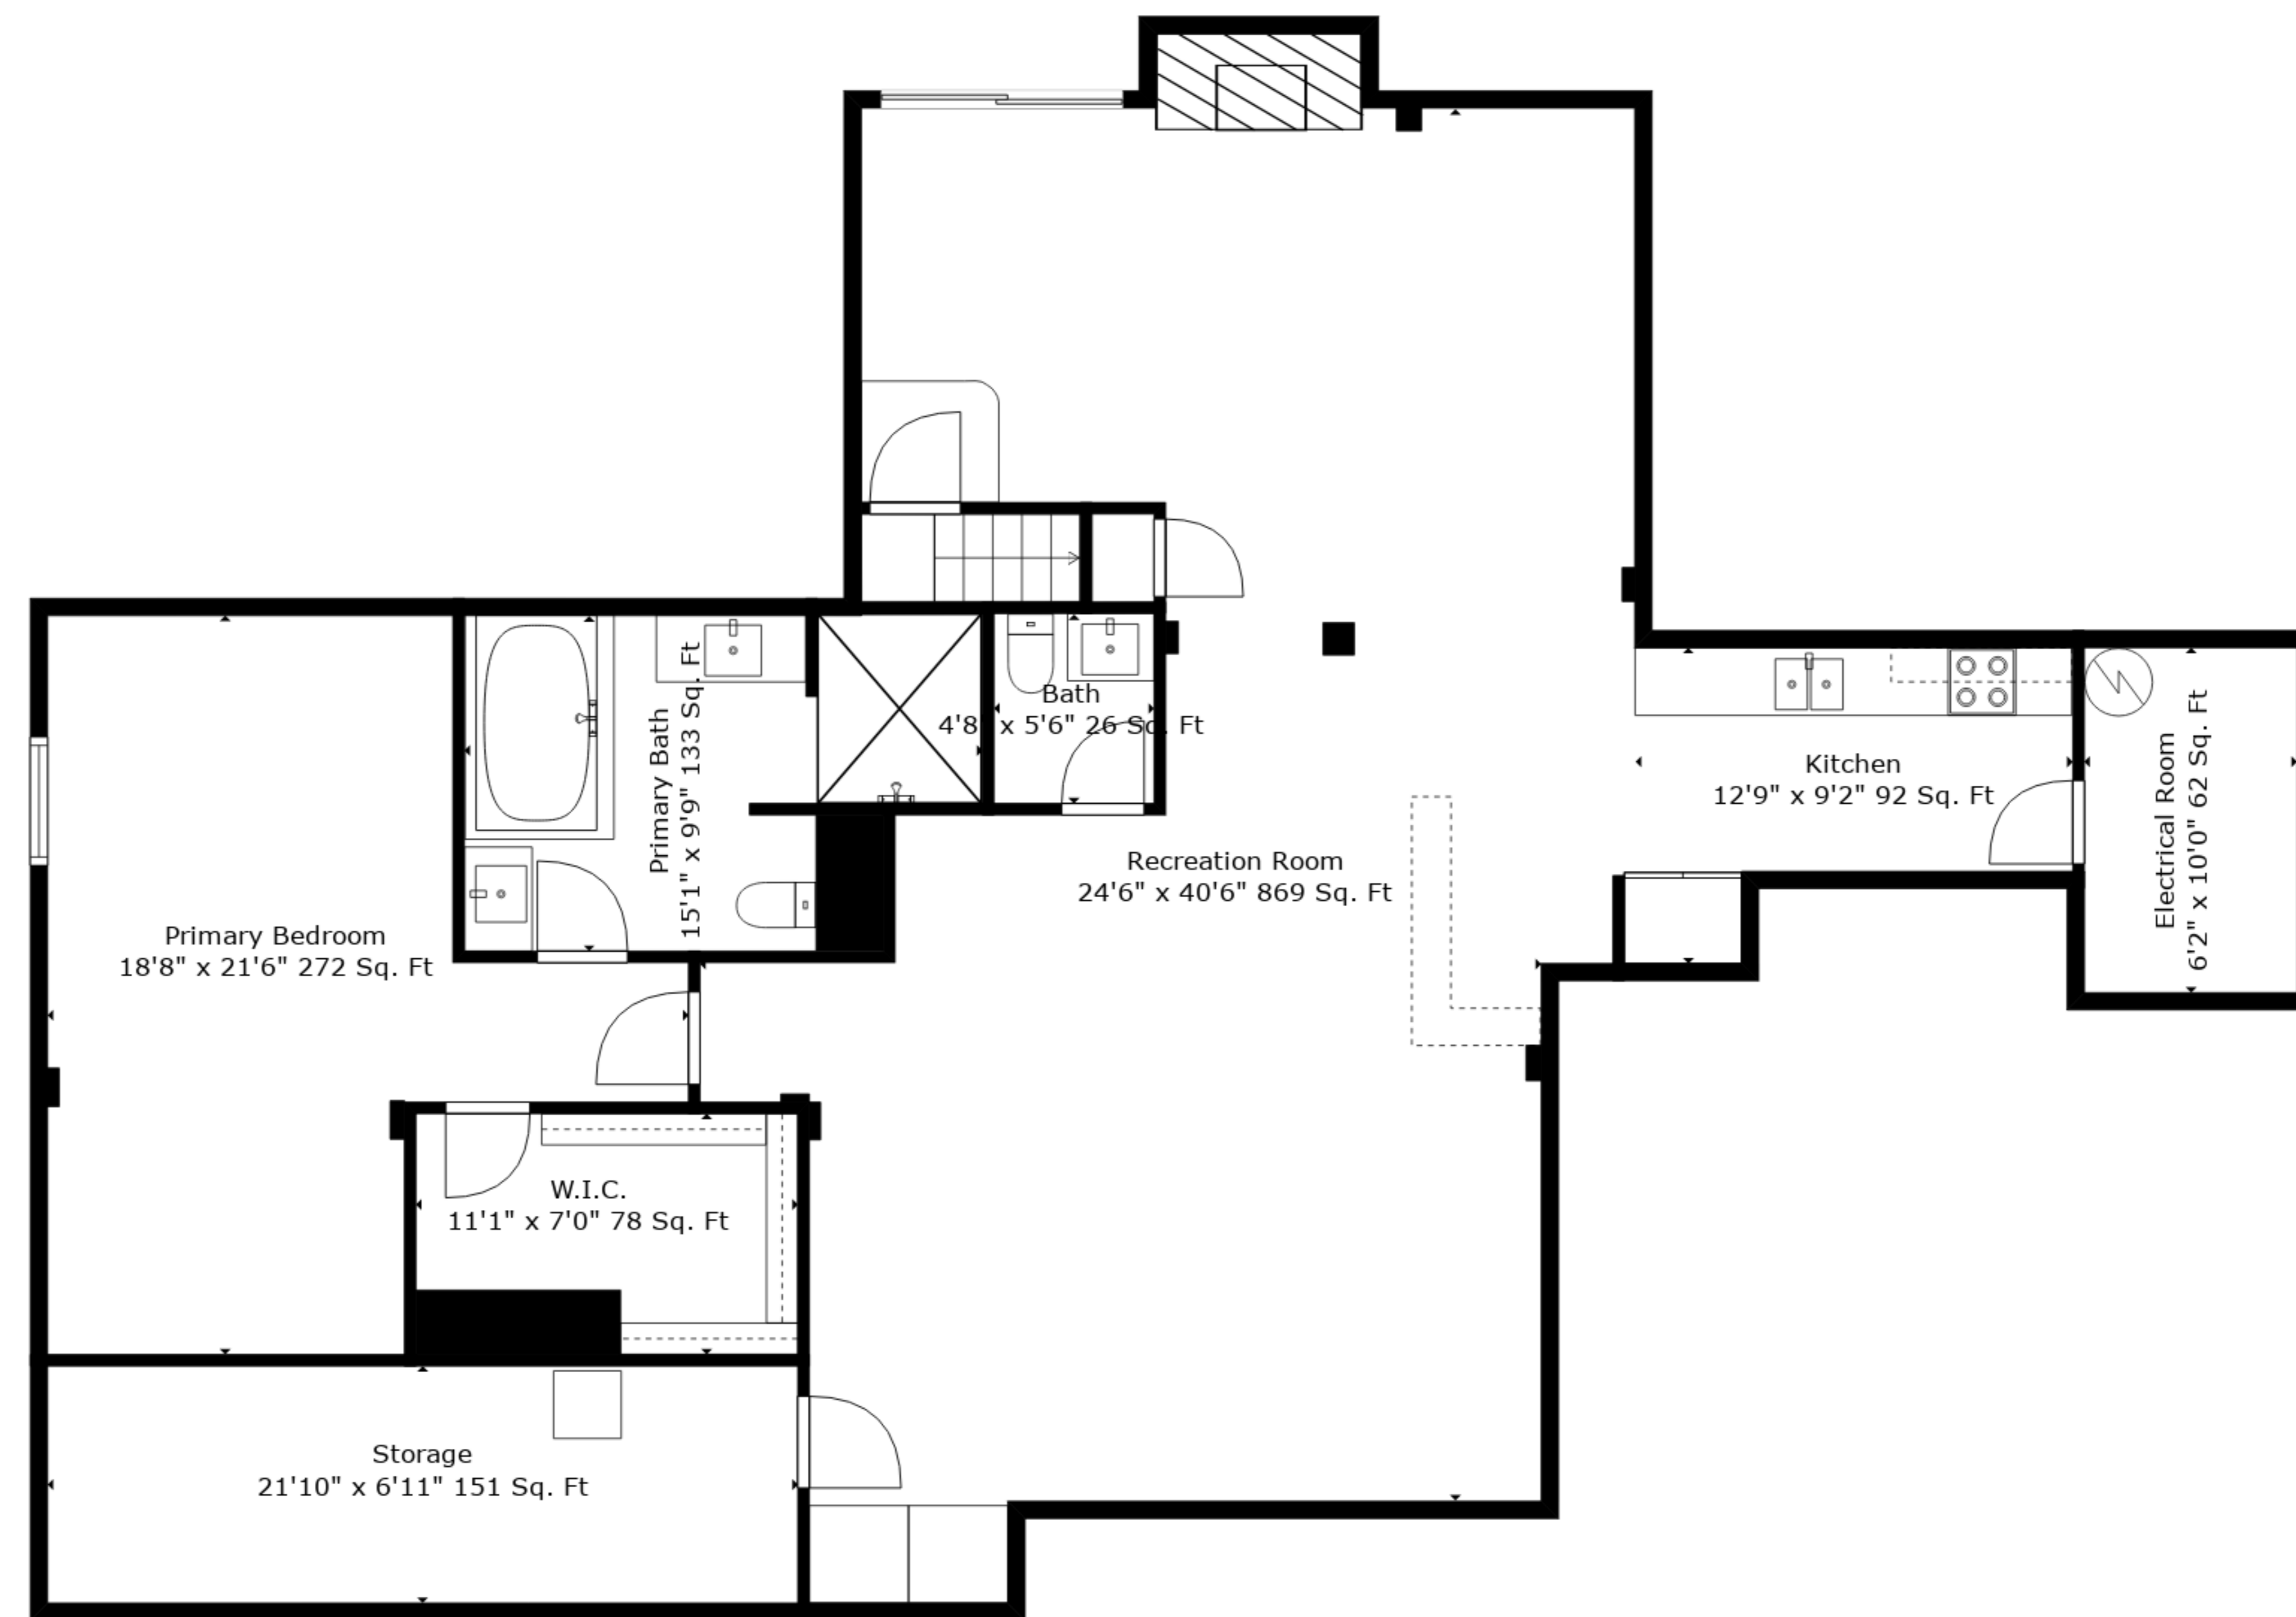 Bath
4'8" x 5'6" 26 Sq. Ft
Primary Bath
15'1" x 9'9" 133 Sq. Ft
Kitchen
12'9" x 9'2" 92 Sq. Ft
Electrical Room
6'2" x 10'0" 62 Sq. Ft
Recreation Room
24'6" x 40'6" 869 Sq. Ft
Primary Bedroom
18'8" x 21'6" 272 Sq. Ft
W.I.C.
11'1" x 7'0" 78 Sq. Ft
Storage
21'10" x 6'11" 151 Sq. Ft